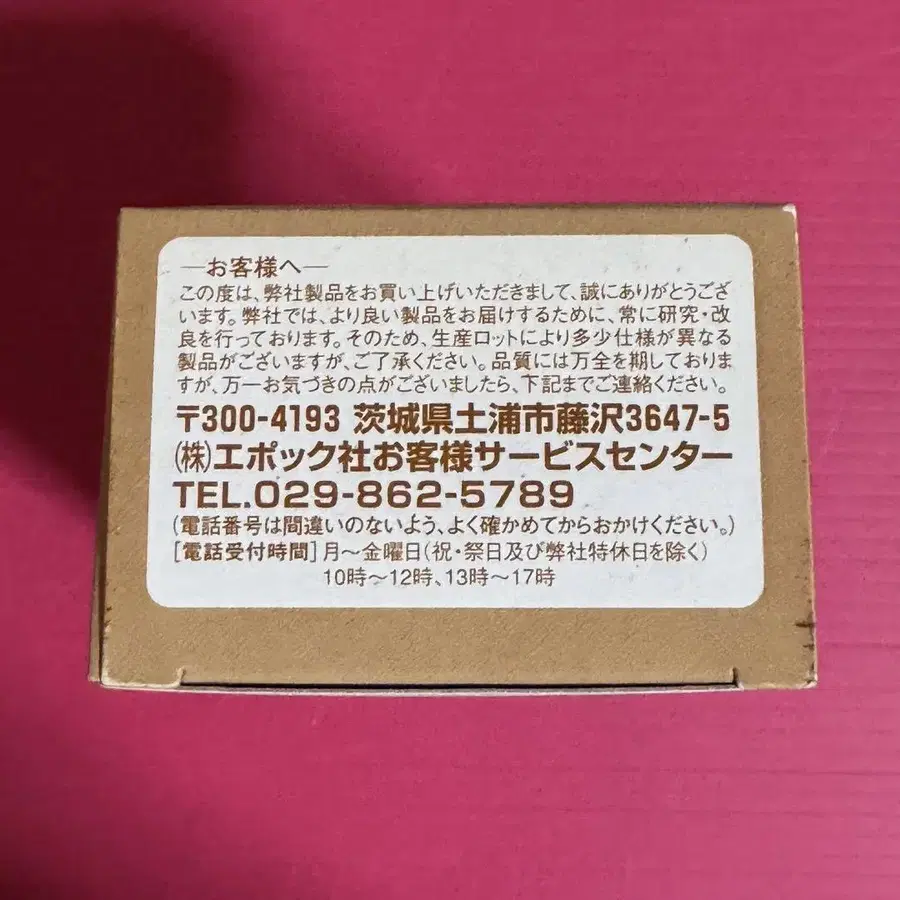 ―お客様へ―
この度は、弊社製品をお買い上げいただきまして、誠にありがとうござ
います。弊社では、より良い製品をお届けするために、常に研究・改
良を行っております。そのため、生産ロットにより多少仕様が異なる
製品がございますが、ご了承ください。品質には万全を期しておりま
すが、万一お気づきの点がございましたら、下記までご連絡ください。
〒300-4193 茨城県土浦市藤沢3647-5
(株)エポック社お客様サービスセンター
TEL.029-862-5789
(電話番号は間違いのないよう、よく確かめてからおかけください。)
[電話受付時間]月～金曜日(祝・祭日及び弊社特休日を除く)
10時～12時、13時～17時